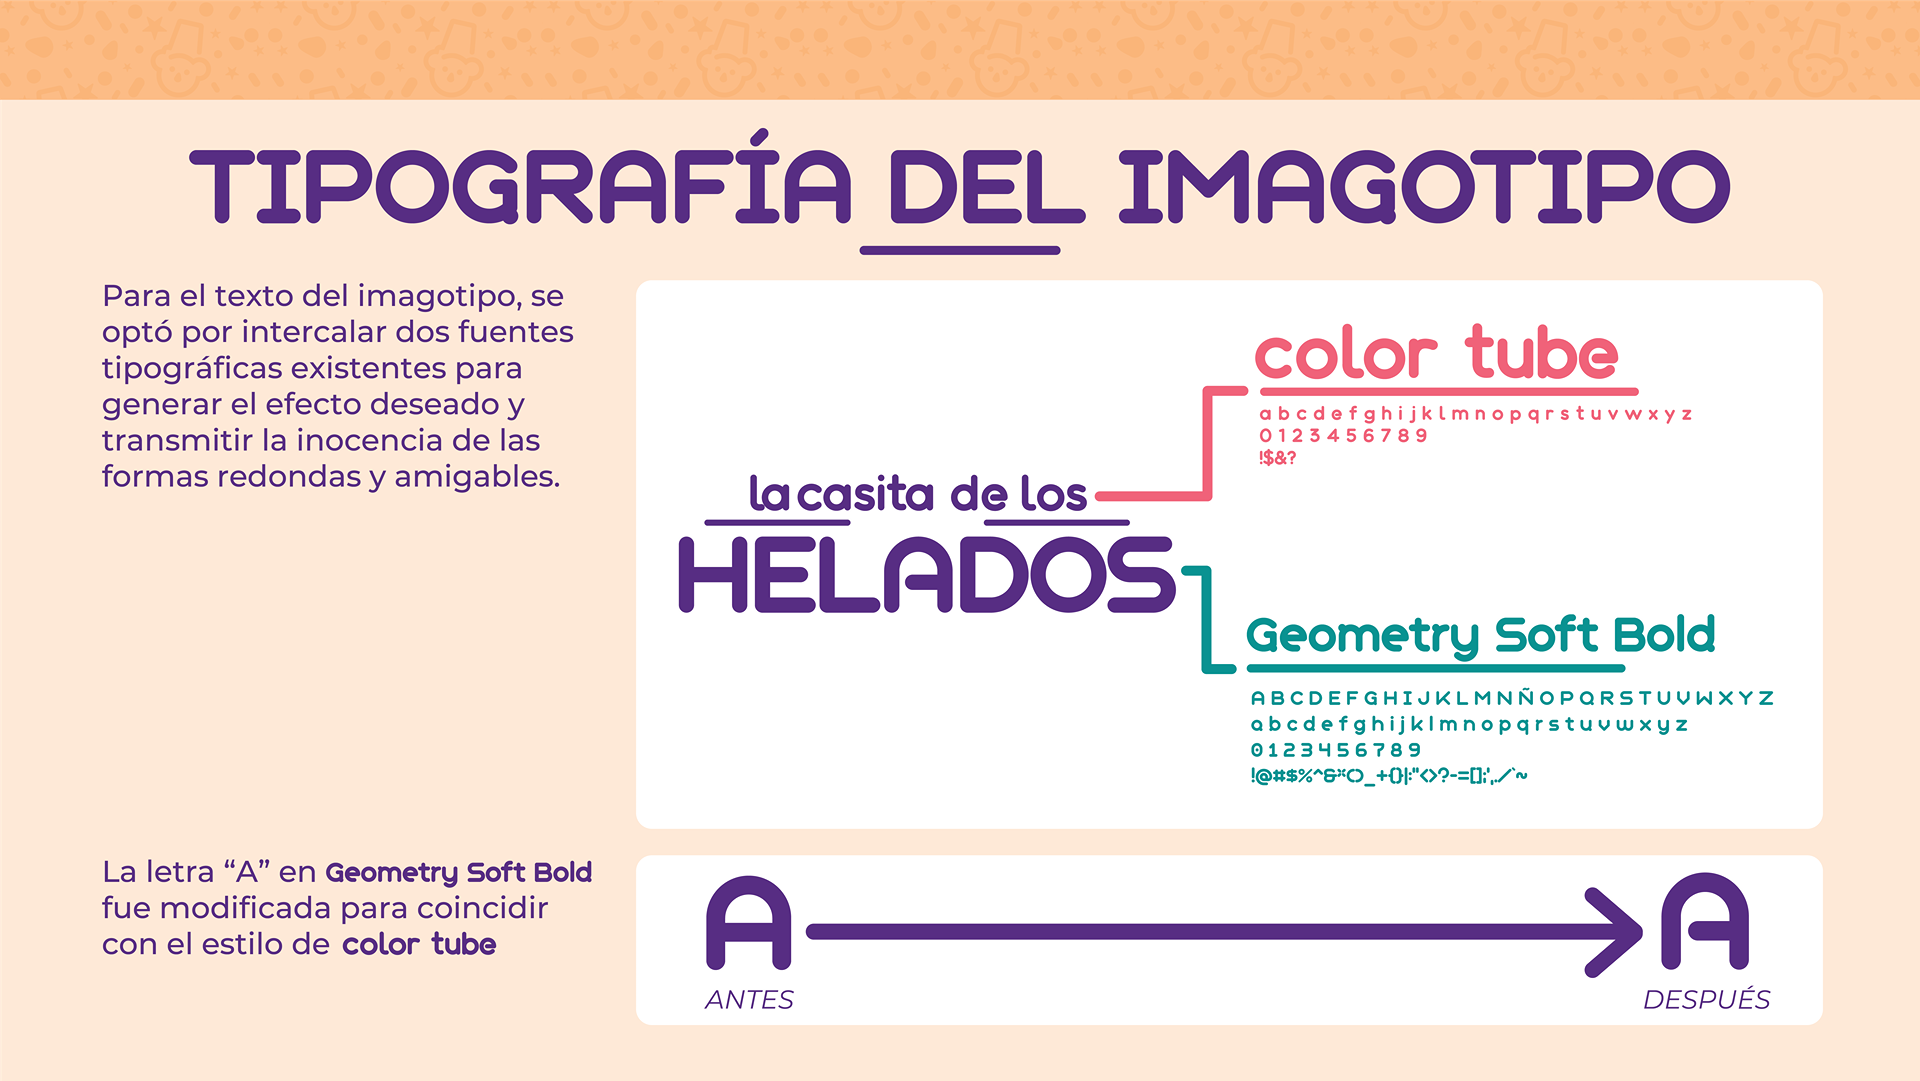 TIPOGRAFÍA DEL IMAGOTIPO
Para el texto del imagotipo, se
optó por intercalar dos fuentes
tipográficas existentes para
generar el efecto deseado y
transmitir la inocencia de las
formas redondas y amigables.
la casita de los
HELADOS
color tube
a b c d e f g h i j k l m n o p q r s t u v w x y z
0 1 2 3 4 5 6 7 8 9
!$&?
Geometry Soft Bold
A B C D E F G H I J K L M N Ñ O P Q R S T U V W X Y Z
a b c d e f g h i j k l m n o p q r s t u v w x y z
0 1 2 3 4 5 6 7 8 9
!@#$%^&*()_+{}|:"<>?-=[];',./`~
La letra “A” en Geometry Soft Bold
fue modificada para coincidir
con el estilo de color tube
A A
ANTES DESPUÉS